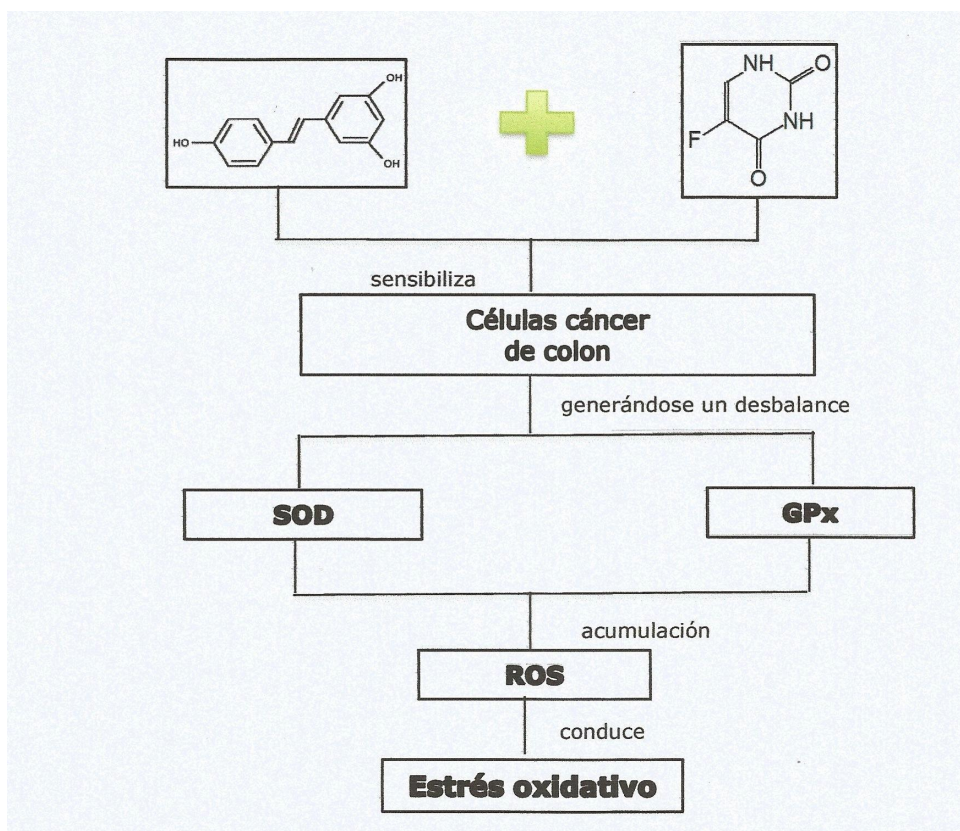 OH
HO
OH
NH
O
NH
F
O
sensibiliza
Células cáncer
de colon
generándose un desbalance
SOD
GPx
acumulación
ROS
conduce
Estrés oxidativo